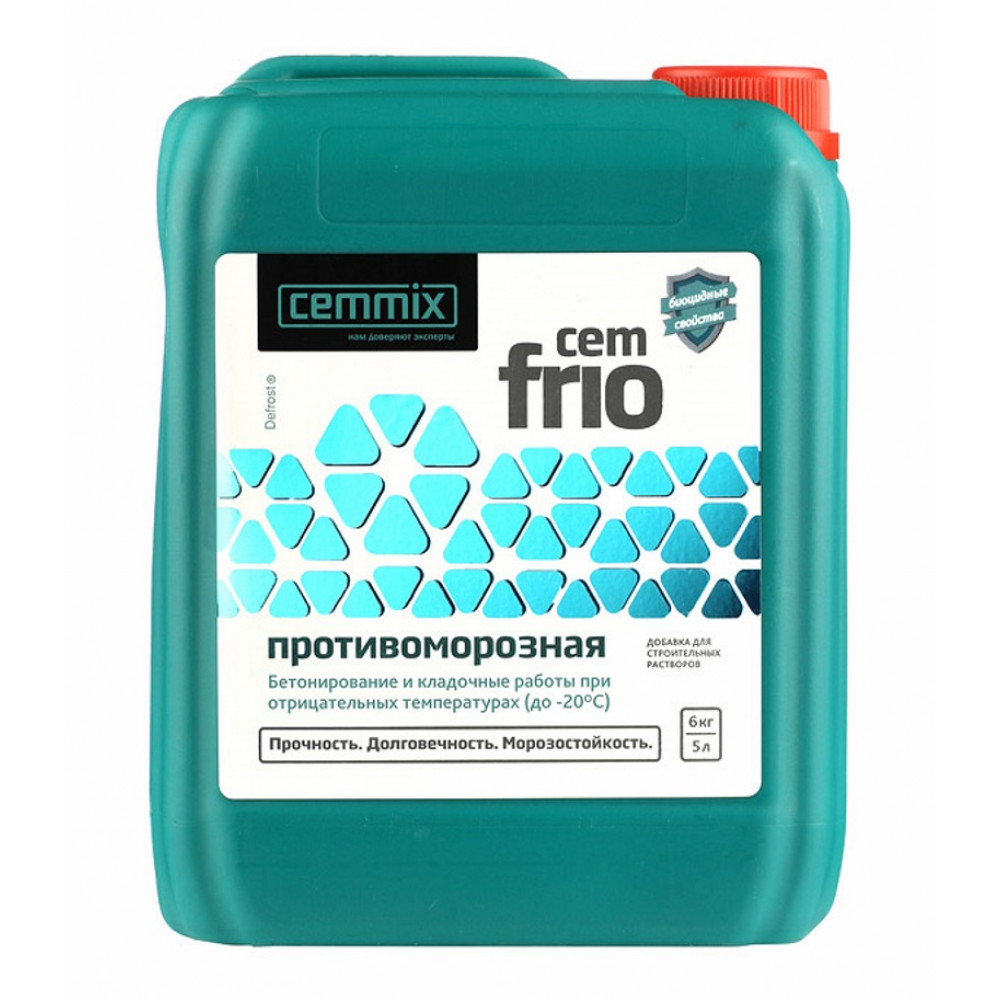 cemmix
нам доверяют эксперты
биоцидные
свойства
Defrost®
cem
frio
противоморозная
Бетонирование и кладочные работы при
отрицательных температурах (до -20°C)
Прочность. Долговечность. Морозостойкость.
ДОБАВКА ДЛЯ
СТРОИТЕЛЬНЫХ
РАСТВОРОВ
6кг
5л